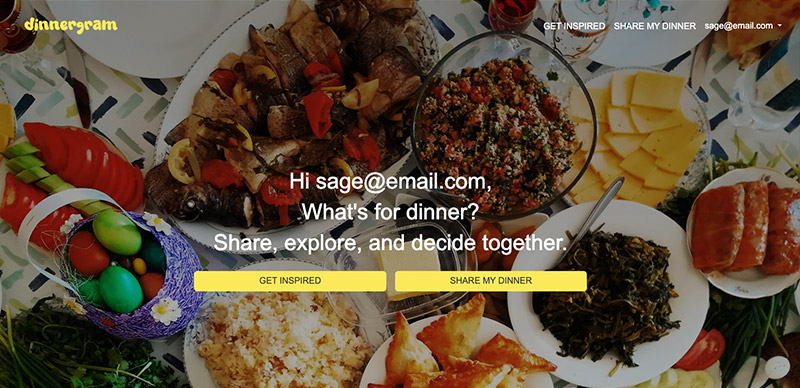 dinnergram
GET INSPIRED SHARE MY DINNER sage@email.com
Hi sage@email.com,
What's for dinner?
Share, explore, and decide together.
GET INSPIRED SHARE MY DINNER